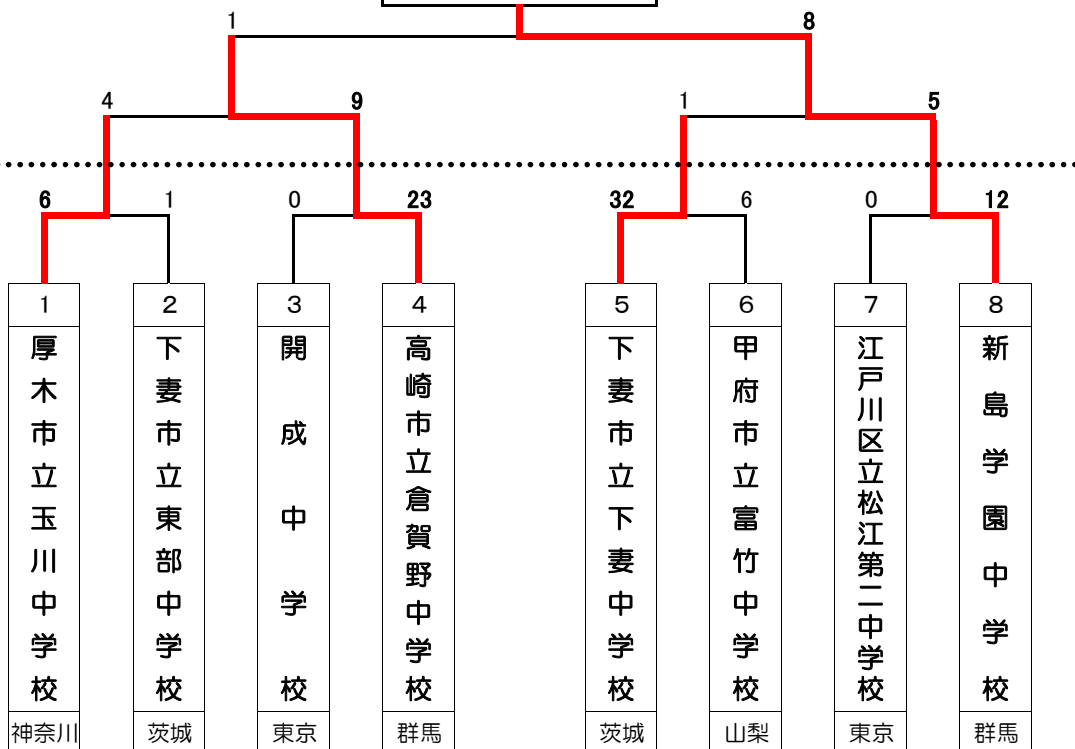 1
8
4
9
1
5
6
1
0
23
32
6
0
12
1
2
3
4
5
6
7
8
厚木市立玉川中学校
下妻市立東部中学校
開成中学校
高崎市立倉賀野中学校
下妻市立下妻中学校
甲府市立富竹中学校
江戸川区立松江第二中学校
新島学園中学校
神奈川
茨城
東京
群馬
茨城
山梨
東京
群馬